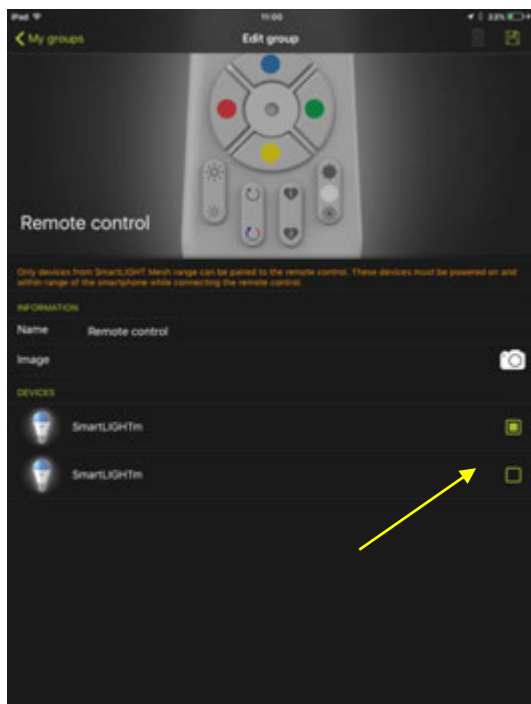 iPad 11:00 22%
My groups Edit group
Remote control
Only devices from SmartLIGHT Mesh range can be paired to the remote control. These devices must be powered on and
within range of the smartphone while connecting the remote control.
INFORMATION
Name Remote control
Image
DEVICES
SmartLIGHTm
SmartLIGHTm